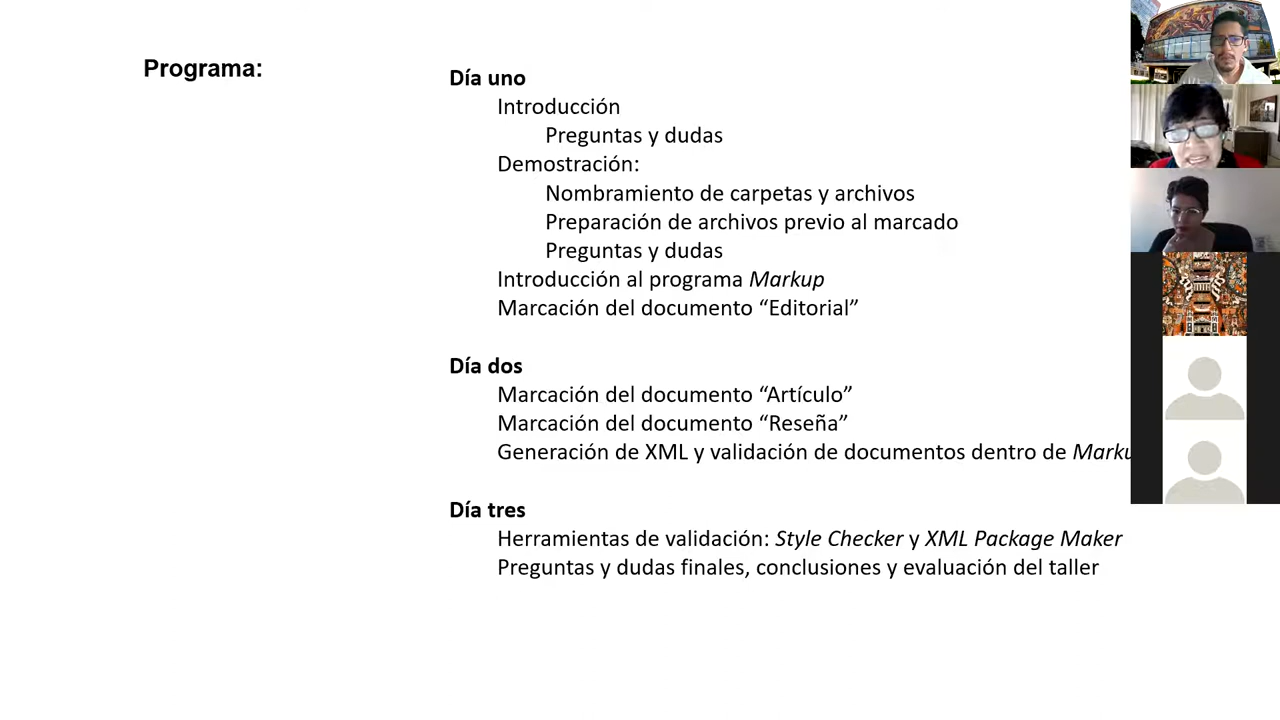 Programa:
Día uno
Introducción
Preguntas y dudas
Demostración:
Nombramiento de carpetas y archivos
Preparación de archivos previo al marcado
Preguntas y dudas
Introducción al programa Markup
Marcación del documento “Editorial”
Día dos
Marcación del documento “Artículo”
Marcación del documento “Reseña”
Generación de XML y validación de documentos dentro de Marku
Día tres
Herramientas de validación: Style Checker y XML Package Maker
Preguntas y dudas finales, conclusiones y evaluación del taller